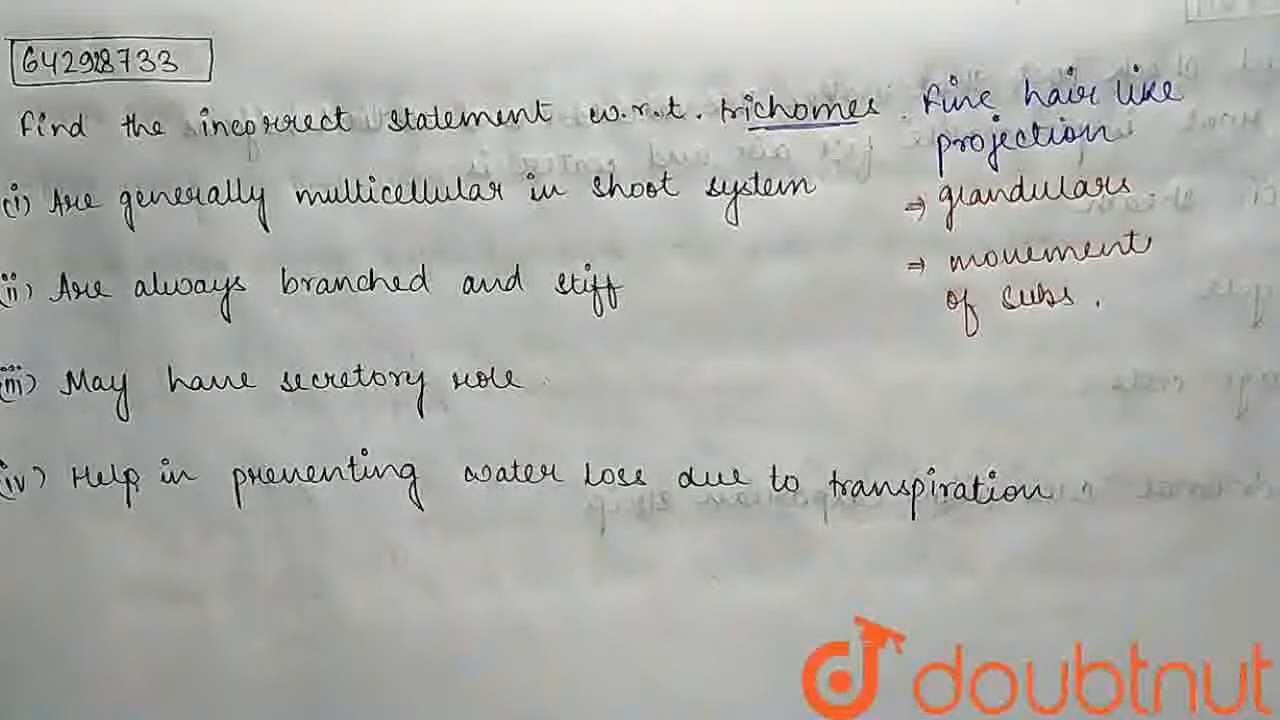 642928733
Find the incorrect statement w.r.t. trichomes. Fine hair like
projection
(i) Are generally multicellular in shoot system
⇒ glandulars.
(ii) Are always branched and stiff
⇒ movement
of subs.
(iii) May have secretory role.
(iv) Help in preventing water loss due to transpiration.
doubtnut